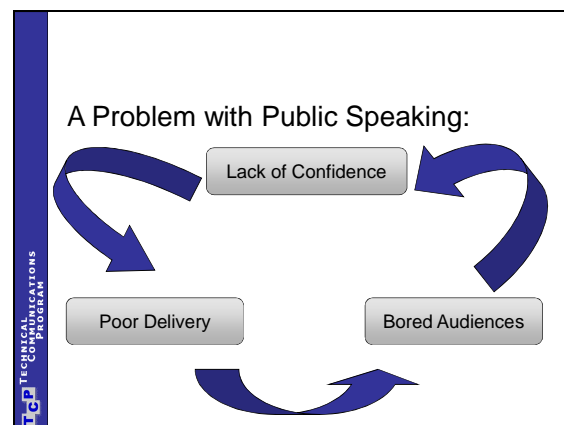 A Problem with Public Speaking:
Lack of Confidence
Poor Delivery
Bored Audiences
TCP TECHNICAL
COMMUNICATIONS
PROGRAM